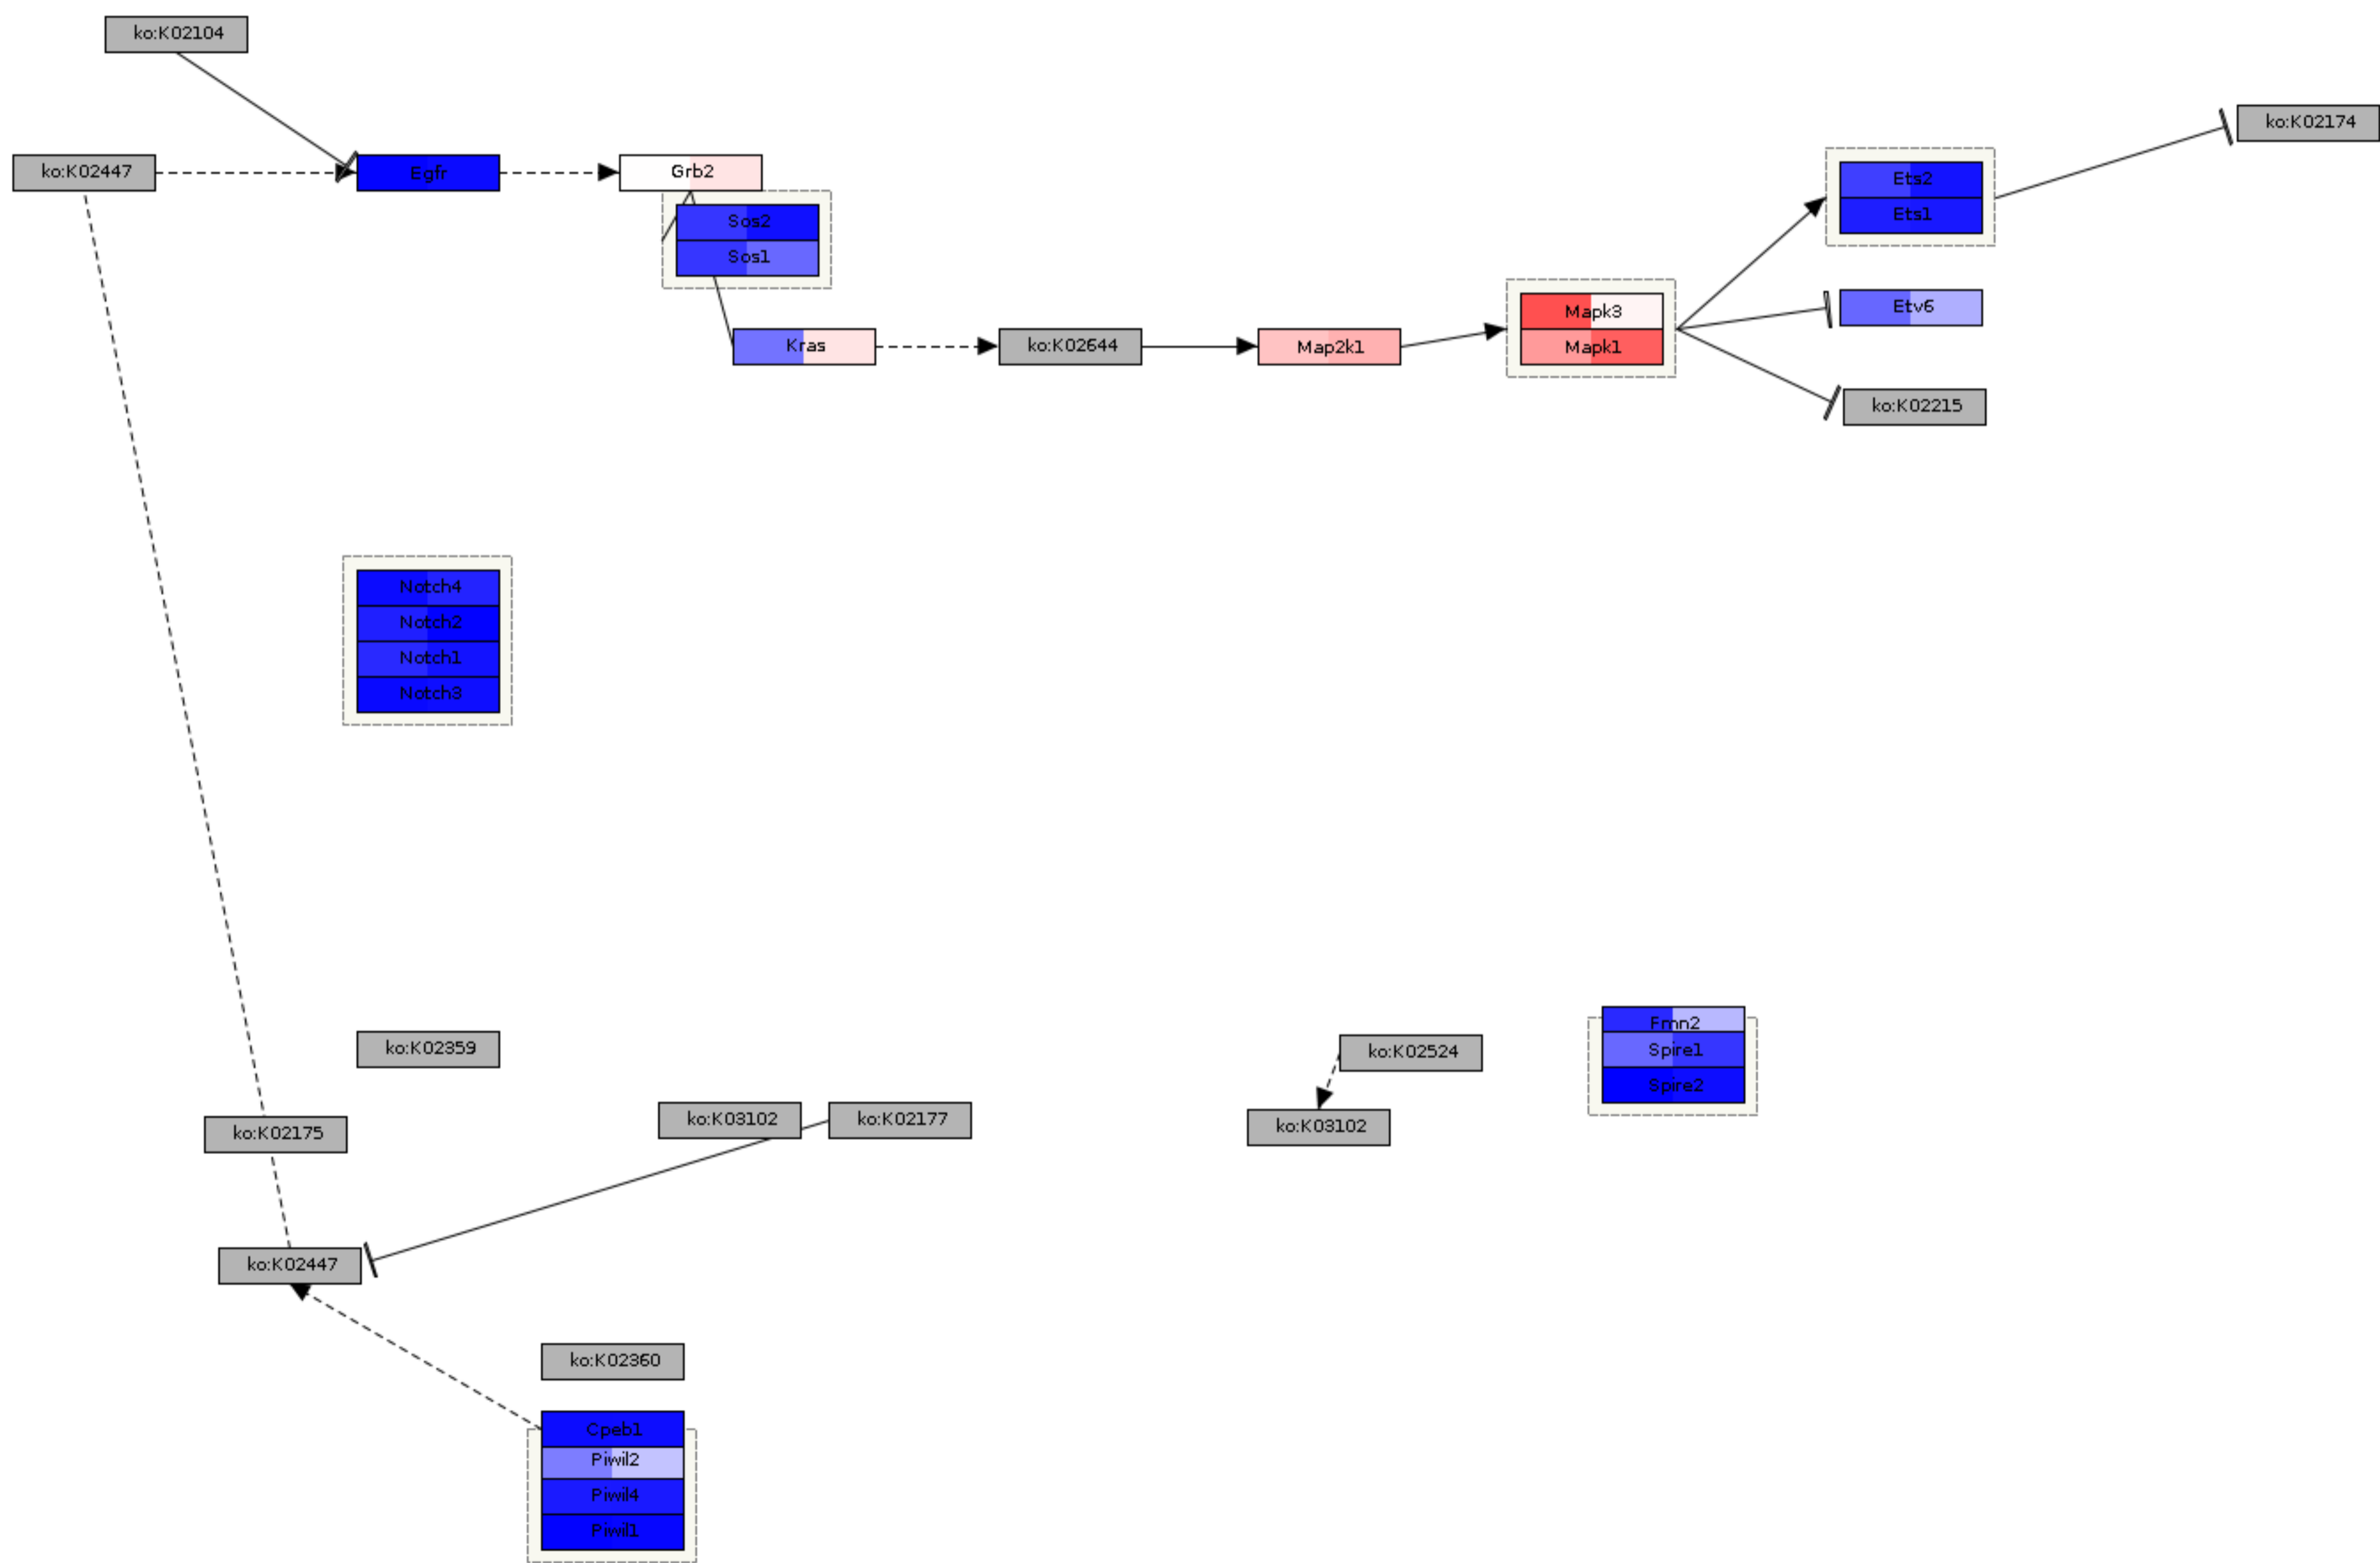 ko:K02104
ko:K02174
ko:K02447
Egfr
Grb2
Ets2
Sos2
Ets1
Sos1
Etv6
Mapk3
Kras
ko:K02644
Map2k1
Mapk1
ko:K02215
Notch4
Notch2
Notch1
Notch3
Fmn2
ko:K02359
ko:K02524
Spire1
Spire2
ko:K02175
ko:K03102
ko:K02177
ko:K03102
ko:K02447
ko:K02360
Cpeb1
Piwil2
Piwil4
Piwil1